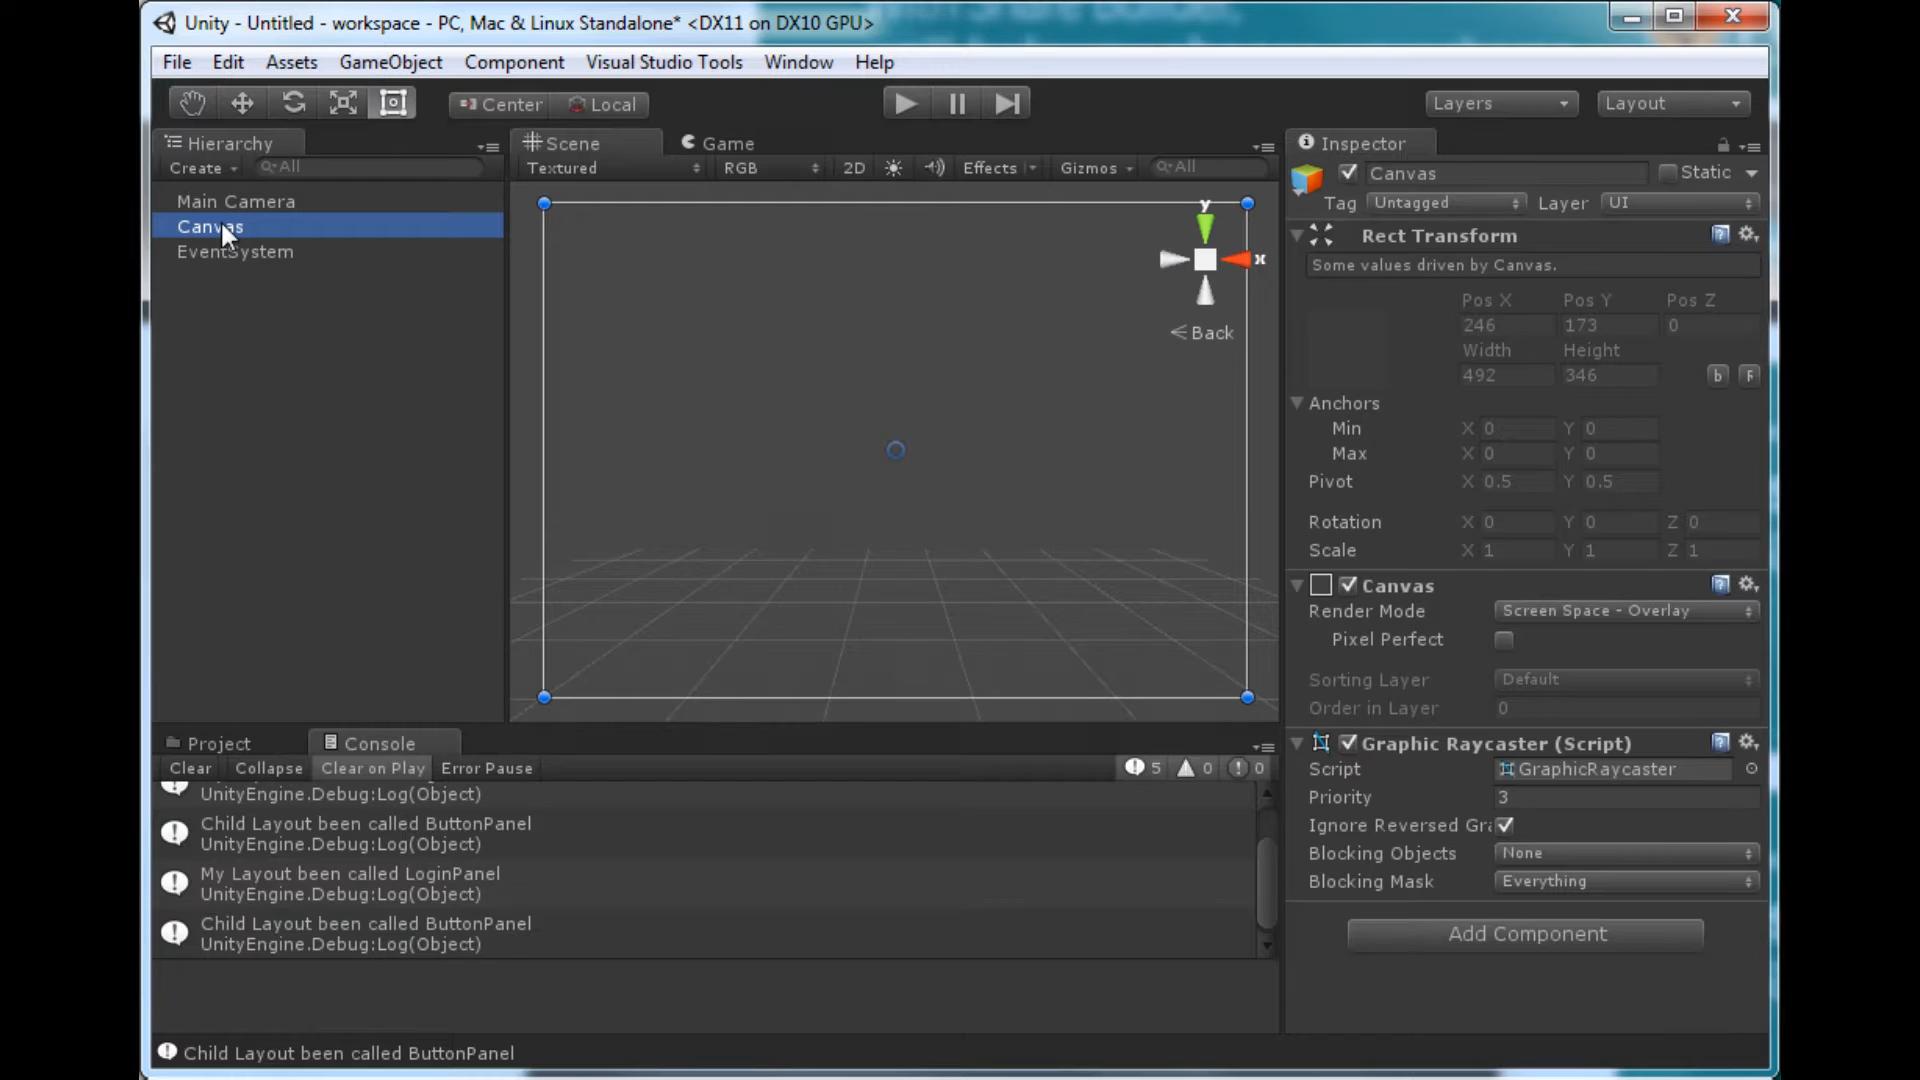 Unity - Untitled - workspace - PC, Mac & Linux Standalone* <DX11 on DX10 GPU>
File Edit Assets GameObject Component Visual Studio Tools Window Help
Center Local
Layers Layout
Hierarchy
Create All
Main Camera
Canvas
EventSystem
Scene Game
Textured RGB 2D Effects Gizmos All
y
x
Back
Inspector
Canvas Static
Tag Untagged Layer UI
Rect Transform
Some values driven by Canvas.
Pos X Pos Y Pos Z
246 173 0
Width Height
492 346
Anchors
Min X 0 Y 0
Max X 0 Y 0
Pivot X 0.5 Y 0.5
Rotation X 0 Y 0 Z 0
Scale X 1 Y 1 Z 1
Canvas
Render Mode Screen Space - Overlay
Pixel Perfect
Sorting Layer Default
Order in Layer 0
Graphic Raycaster (Script)
Script GraphicRaycaster
Priority 3
Ignore Reversed Gra
Blocking Objects None
Blocking Mask Everything
Add Component
Project Console
Clear Collapse Clear on Play Error Pause 5 0 0
UnityEngine.Debug:Log(Object)
Child Layout been called ButtonPanel
UnityEngine.Debug:Log(Object)
My Layout been called LoginPanel
UnityEngine.Debug:Log(Object)
Child Layout been called ButtonPanel
UnityEngine.Debug:Log(Object)
Child Layout been called ButtonPanel